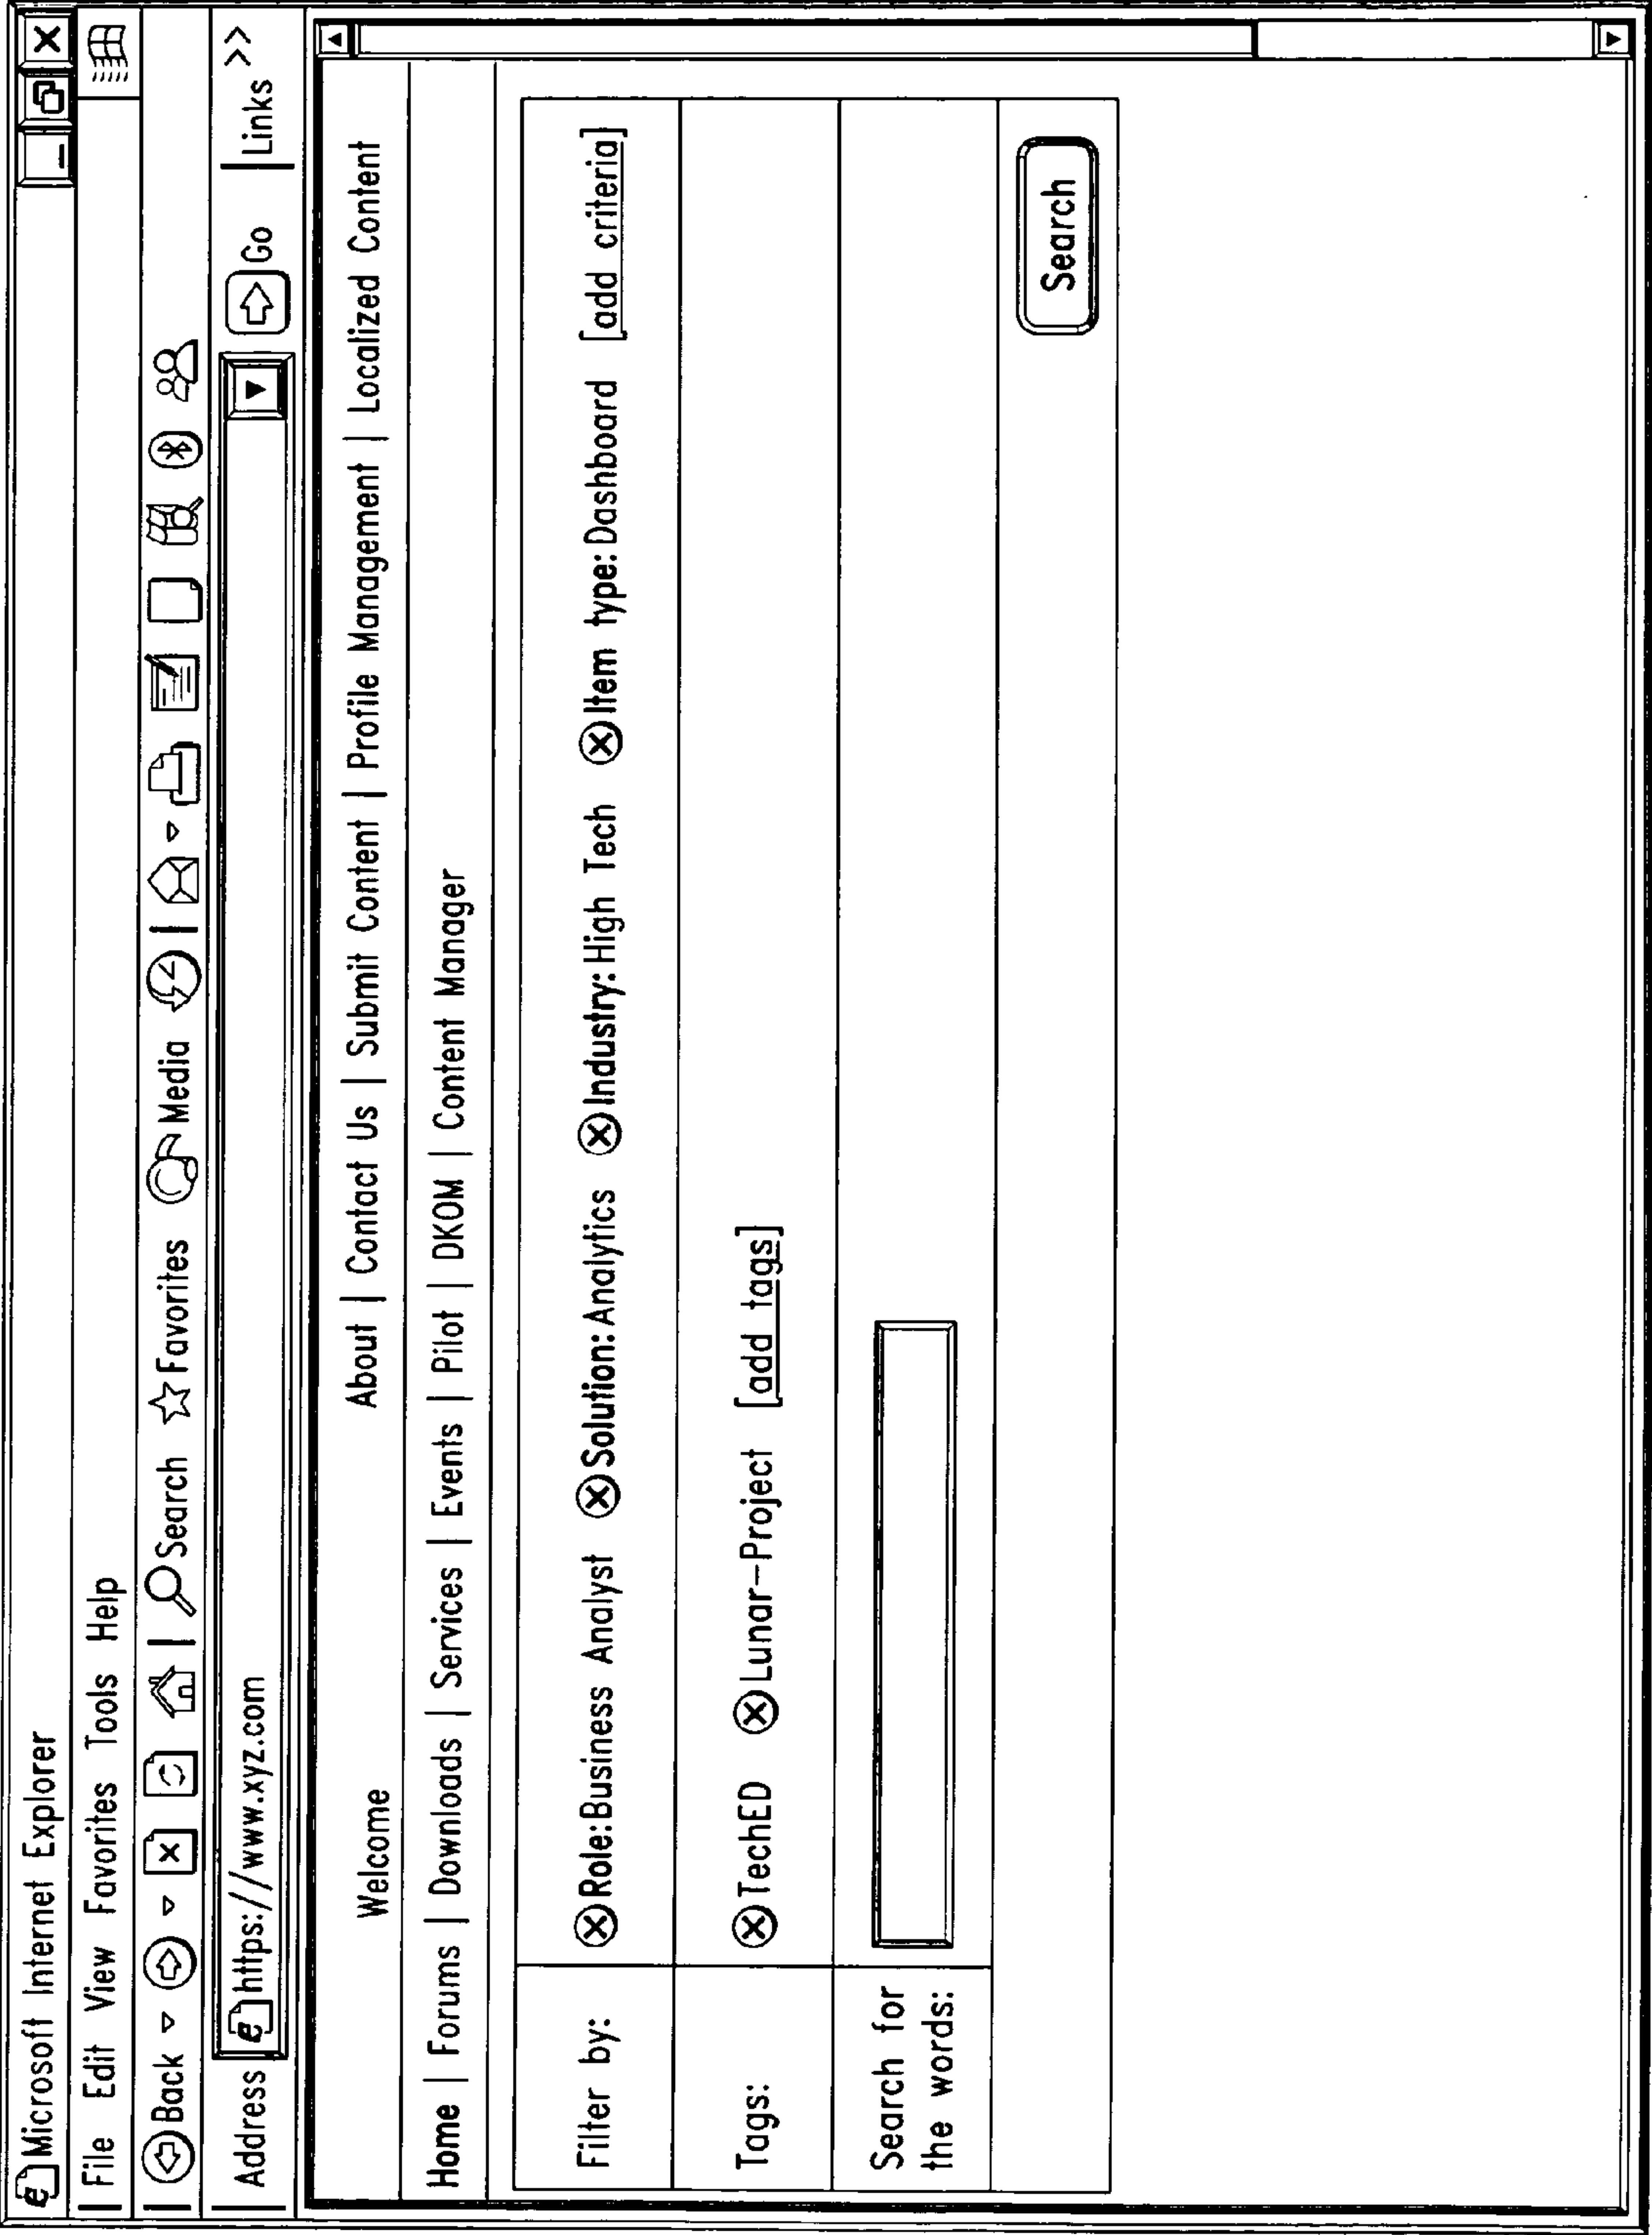 Microsoft Internet Explorer
File Edit View Favorites Tools Help
Back Search Favorites Media
Address https://www.xyz.com Go Links >>
Welcome About | Contact Us | Submit Content | Profile Management | Localized Content
Home | Forums | Downloads | Services | Events | Pilot | DKOM | Content Manager
Filter by: Role:Business Analyst Solution:Analytics Industry:High Tech Item type:Dashboard [add criteria]
Tags: TechED Lunar-Project [add tags]
Search for
the words:
Search